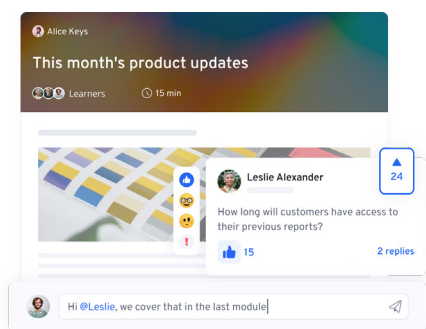 Alice Keys
This month's product updates
Learners
15 min
24
Leslie Alexander
How long will customers have access to
their previous reports?
15
2 replies
Hi @Leslie, we cover that in the last module